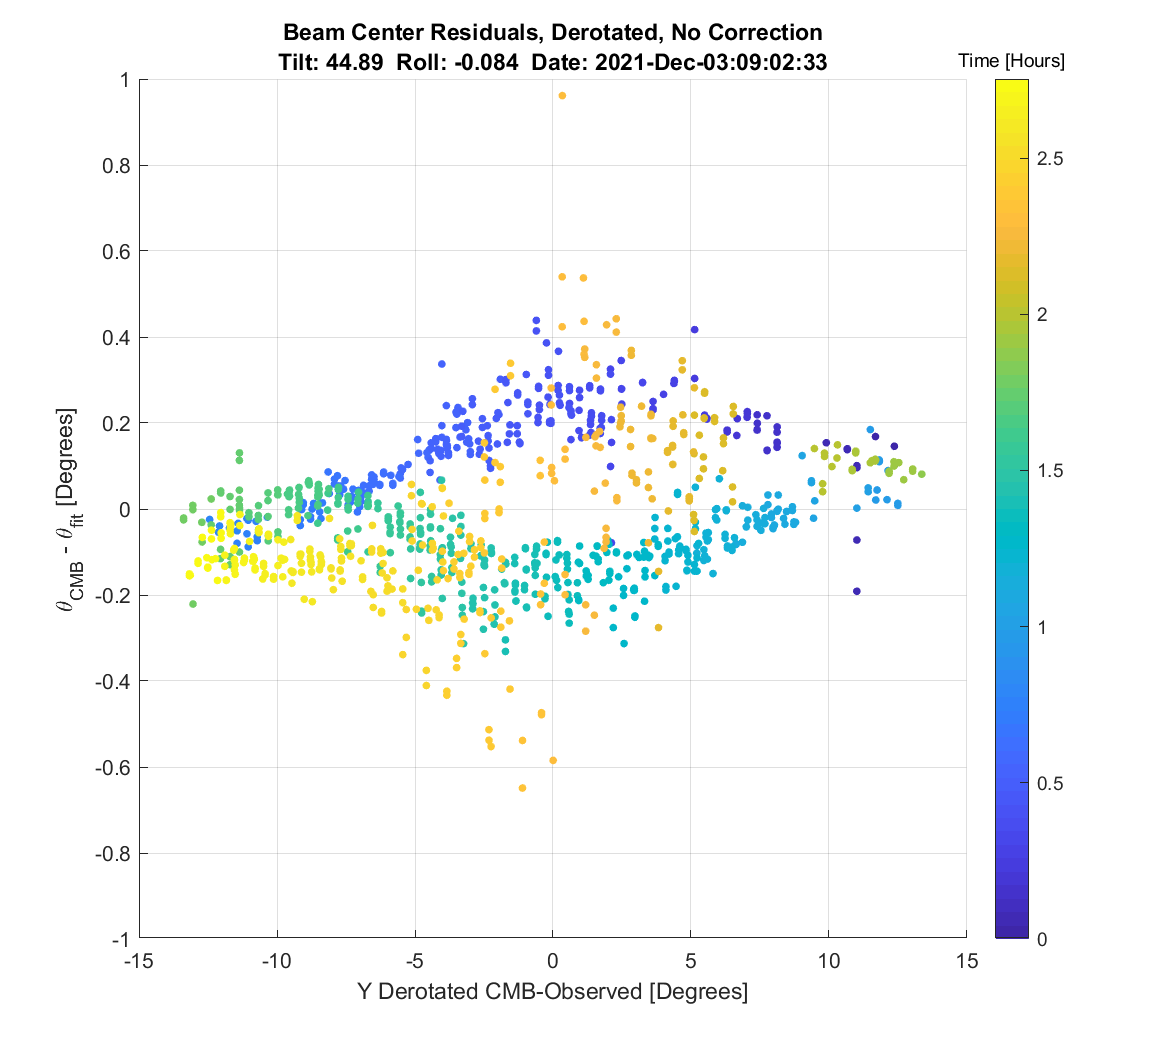 Beam Center Residuals, Derotated, No Correction
Tilt: 44.89  Roll: -0.084  Date: 2021-Dec-03:09:02:33
Time [Hours]
1
0.8
0.6
0.4
0.2
0
-0.2
-0.4
-0.6
-0.8
-1
θCMB - θfit [Degrees]
-15 -10 -5 0 5 10 15
Y Derotated CMB-Observed [Degrees]
2.5
2
1.5
1
0.5
0